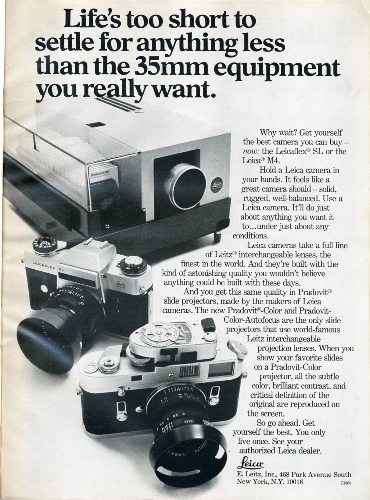 Life's too short to
settle for anything less
than the 35mm equipment
you really want.
Why wait? Get yourself
the best camera you can buy—
now: the Leicaflex® SL or the
Leica® M4.
Hold a Leica camera in
your hands. It feels like a
great camera should—solid,
rugged, well-balanced. Use a
Leica camera. It'll do just
about anything you want it
to...under just about any
conditions.
Leica cameras take a full line
of Leitz® interchangeable lenses, the
finest in the world. And they're built with the
kind of astonishing quality you wouldn't believe
anything could be built with these days.
And you get this same quality in Pradovit®
slide projectors, made by the makers of Leica
cameras. The new Pradovit®-Color and Pradovit-
Color-Autofocus are the only slide
projectors that use world-famous
Leitz interchangeable
projection lenses. When you
show your favorite slides
on a Pradovit-Color
projector, all the subtle
color, brilliant contrast, and
critical definition of the
original are reproduced on
the screen.
So go ahead. Get
yourself the best. You only
live once. See your
authorized Leica dealer.
Leica
E. Leitz, Inc., 468 Park Avenue South
New York, N.Y. 10016
LEICAFLEX SL